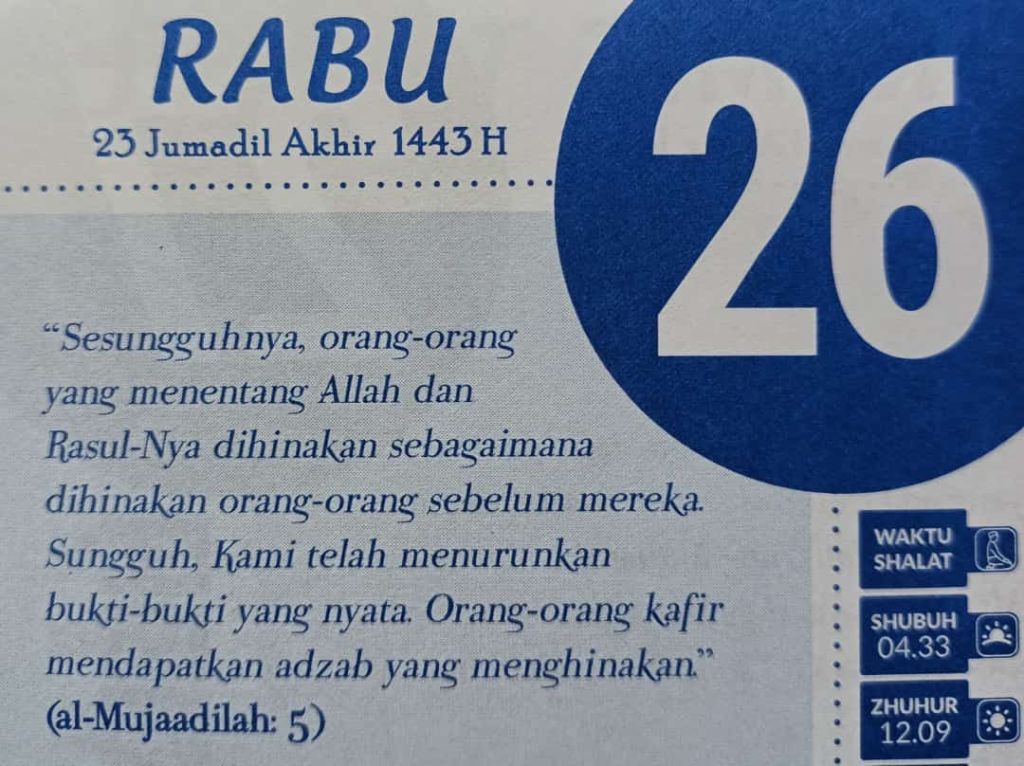 RABU
23 Jumadil Akhir 1443 H
26
“Sesungguhnya, orang-orang
yang menentang Allah dan
Rasul-Nya dihinakan sebagaimana
dihinakan orang-orang sebelum mereka.
Sungguh, Kami telah menurunkan
bukti-bukti yang nyata. Orang-orang kafir
mendapatkan adzab yang menghinakan.”
(al-Mujaadilah: 5)
WAKTU
SHALAT
SHUBUH
04.33
ZHUHUR
12.09